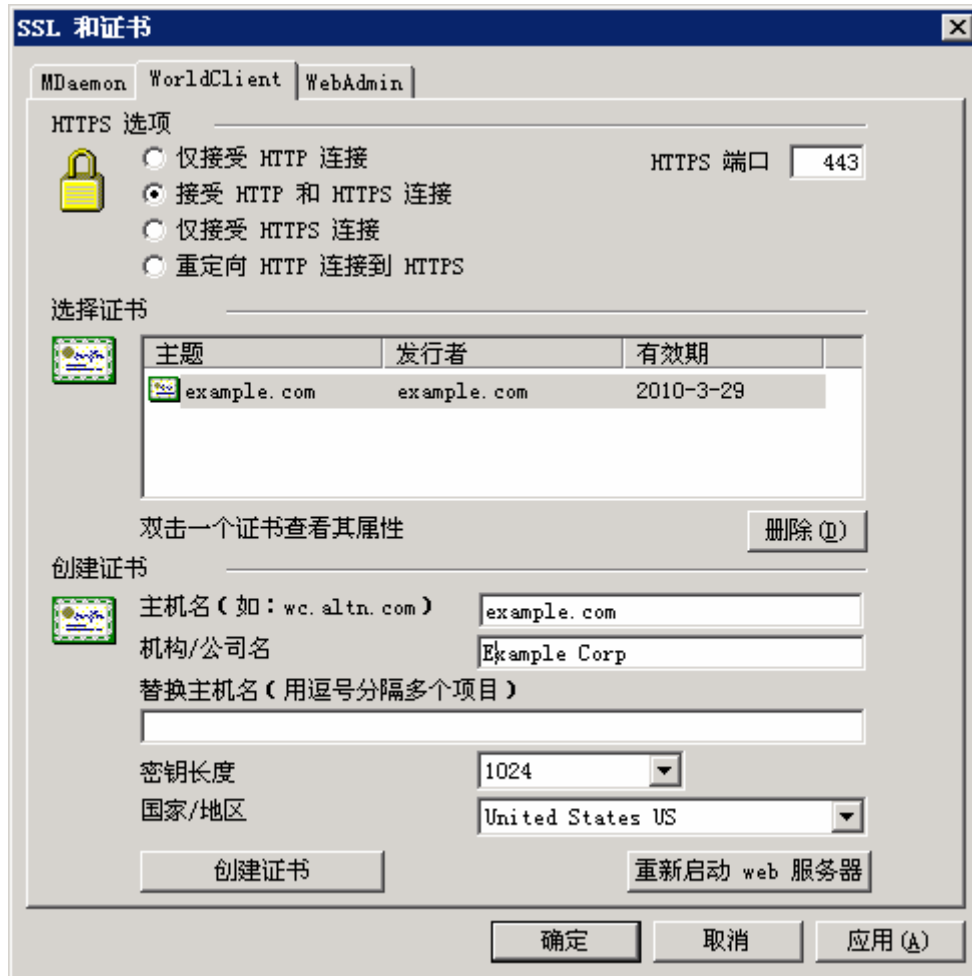 SSL 和证书
MDaemon WorldClient WebAdmin
HTTPS 选项
仅接受 HTTP 连接 HTTPS 端口 443
接受 HTTP 和 HTTPS 连接
仅接受 HTTPS 连接
重定向 HTTP 连接到 HTTPS
选择证书
主题 发行者 有效期
example.com example.com 2010-3-29
双击一个证书查看其属性 删除(D)
创建证书
主机名(如：wc.altn.com) example.com
机构/公司名 Example Corp
替换主机名(用逗号分隔多个项目)
密钥长度 1024
国家/地区 United States US
创建证书 重新启动 web 服务器
确定 取消 应用(A)